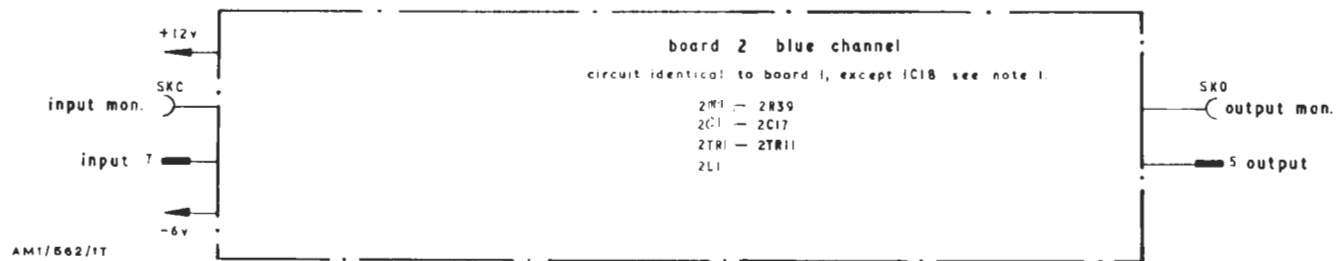 +12v
board 2 blue channel
circuit identical to board 1, except 1C18 see note 1.
SKC
input mon.
2R1 – 2R39
SKO
output mon.
2C1 – 2C17
2TR1 – 2TR11
input 7
5 output
2L1
-6v
AM1/562/1T